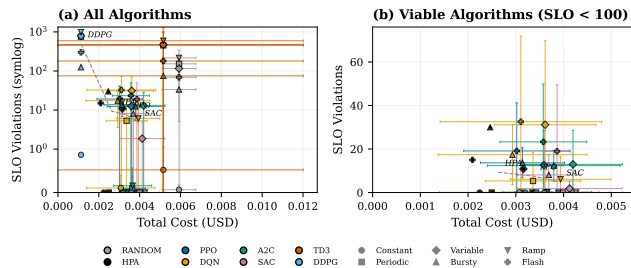 (a) All Algorithms
(b) Viable Algorithms (SLO < 100)
SLO Violations (symlog)
10³
10²
10¹
10⁰
0
DDPG
SAC
0.000
0.002
0.004
0.006
0.008
0.010
0.012
Total Cost (USD)
SLO Violations
60
40
20
0
SAC
0.000
0.001
0.002
0.003
0.004
0.005
Total Cost (USD)
RANDOM
PPO
A2C
TD3
Constant
Variable
Ramp
HPA
DQN
SAC
DDPG
Periodic
Bursty
Flash